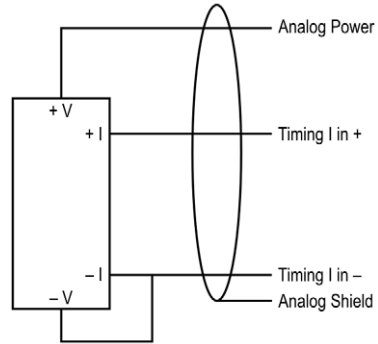 Analog Power
+ V
+ I
Timing I in +
– I
Timing I in –
– V
Analog Shield